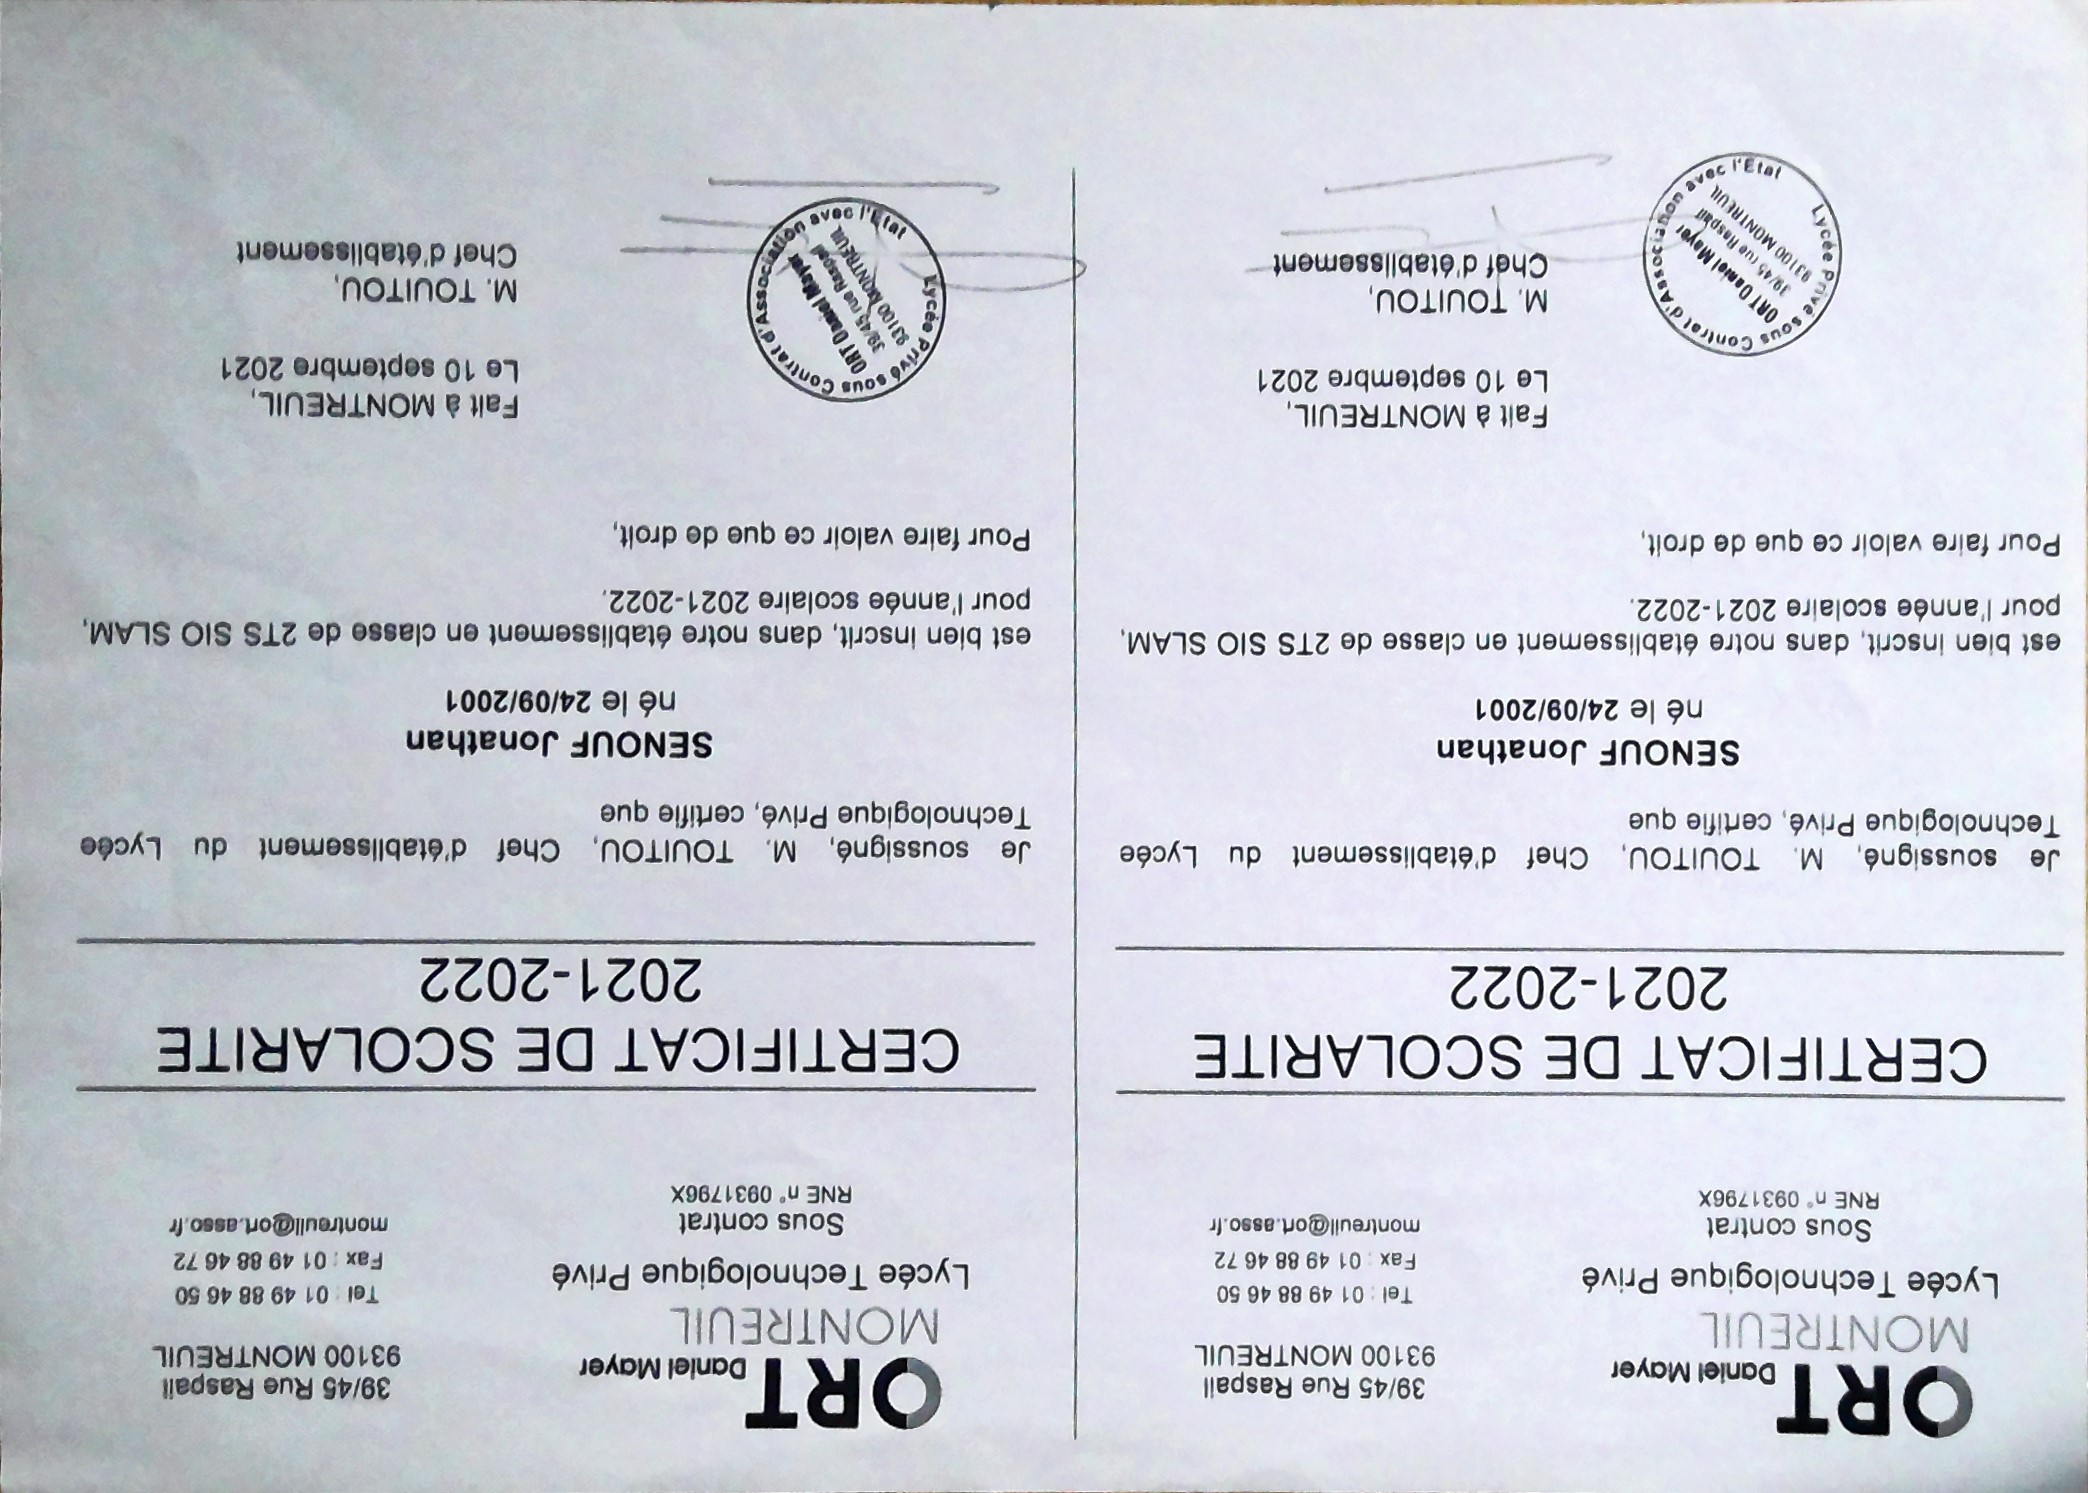 ORT Daniel Mayer
MONTREUIL
Lycée Technologique Privé
Sous contrat
RNE n° 0931796X
39/45 Rue Raspail
93100 MONTREUIL
Tel : 01 49 88 46 50
Fax : 01 49 88 46 72
montreuil@ort.asso.fr
CERTIFICAT DE SCOLARITE
2021-2022
Je soussigné, M. TOUITOU, Chef d'établissement du Lycée
Technologique Privé, certifie que
SENOUF Jonathan
né le 24/09/2001
est bien inscrit, dans notre établissement en classe de 2TS SIO SLAM,
pour l'année scolaire 2021-2022.
Pour faire valoir ce que de droit,
Fait à MONTREUIL,
Le 10 septembre 2021
M. TOUITOU,
Chef d'établissement
Lycée Privé sous Contrat d'Association avec l'Etat
ORT Daniel Mayer
39/45 rue Raspail
93100 MONTREUIL
ORT Daniel Mayer
MONTREUIL
Lycée Technologique Privé
Sous contrat
RNE n° 0931796X
39/45 Rue Raspail
93100 MONTREUIL
Tel : 01 49 88 46 50
Fax : 01 49 88 46 72
montreuil@ort.asso.fr
CERTIFICAT DE SCOLARITE
2021-2022
Je soussigné, M. TOUITOU, Chef d'établissement du Lycée
Technologique Privé, certifie que
SENOUF Jonathan
né le 24/09/2001
est bien inscrit, dans notre établissement en classe de 2TS SIO SLAM,
pour l'année scolaire 2021-2022.
Pour faire valoir ce que de droit,
Fait à MONTREUIL,
Le 10 septembre 2021
M. TOUITOU,
Chef d'établissement
Lycée Privé sous Contrat d'Association avec l'Etat
ORT Daniel Mayer
39/45 rue Raspail
93100 MONTREUIL